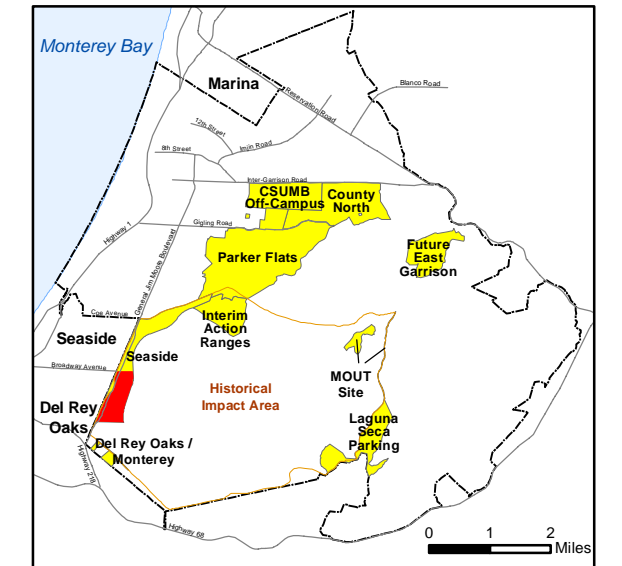 Monterey Bay
Marina
Blanco Road
Reservation Road
12th Street
Imjin Road
8th Street
Inter-Garrison Road
CSUMB
Off-Campus
County
North
Gigling Road
Highway 1
General Jim Moore Boulevard
Parker Flats
Future
East
Garrison
Coe Avenue
Interim
Action
Ranges
Seaside
Seaside
Broadway Avenue
MOUT
Site
Historical
Impact Area
Del Rey
Oaks
Laguna
Seca
Parking
Del Rey Oaks /
Monterey
Highway 218
Highway 68
0 1 2
Miles